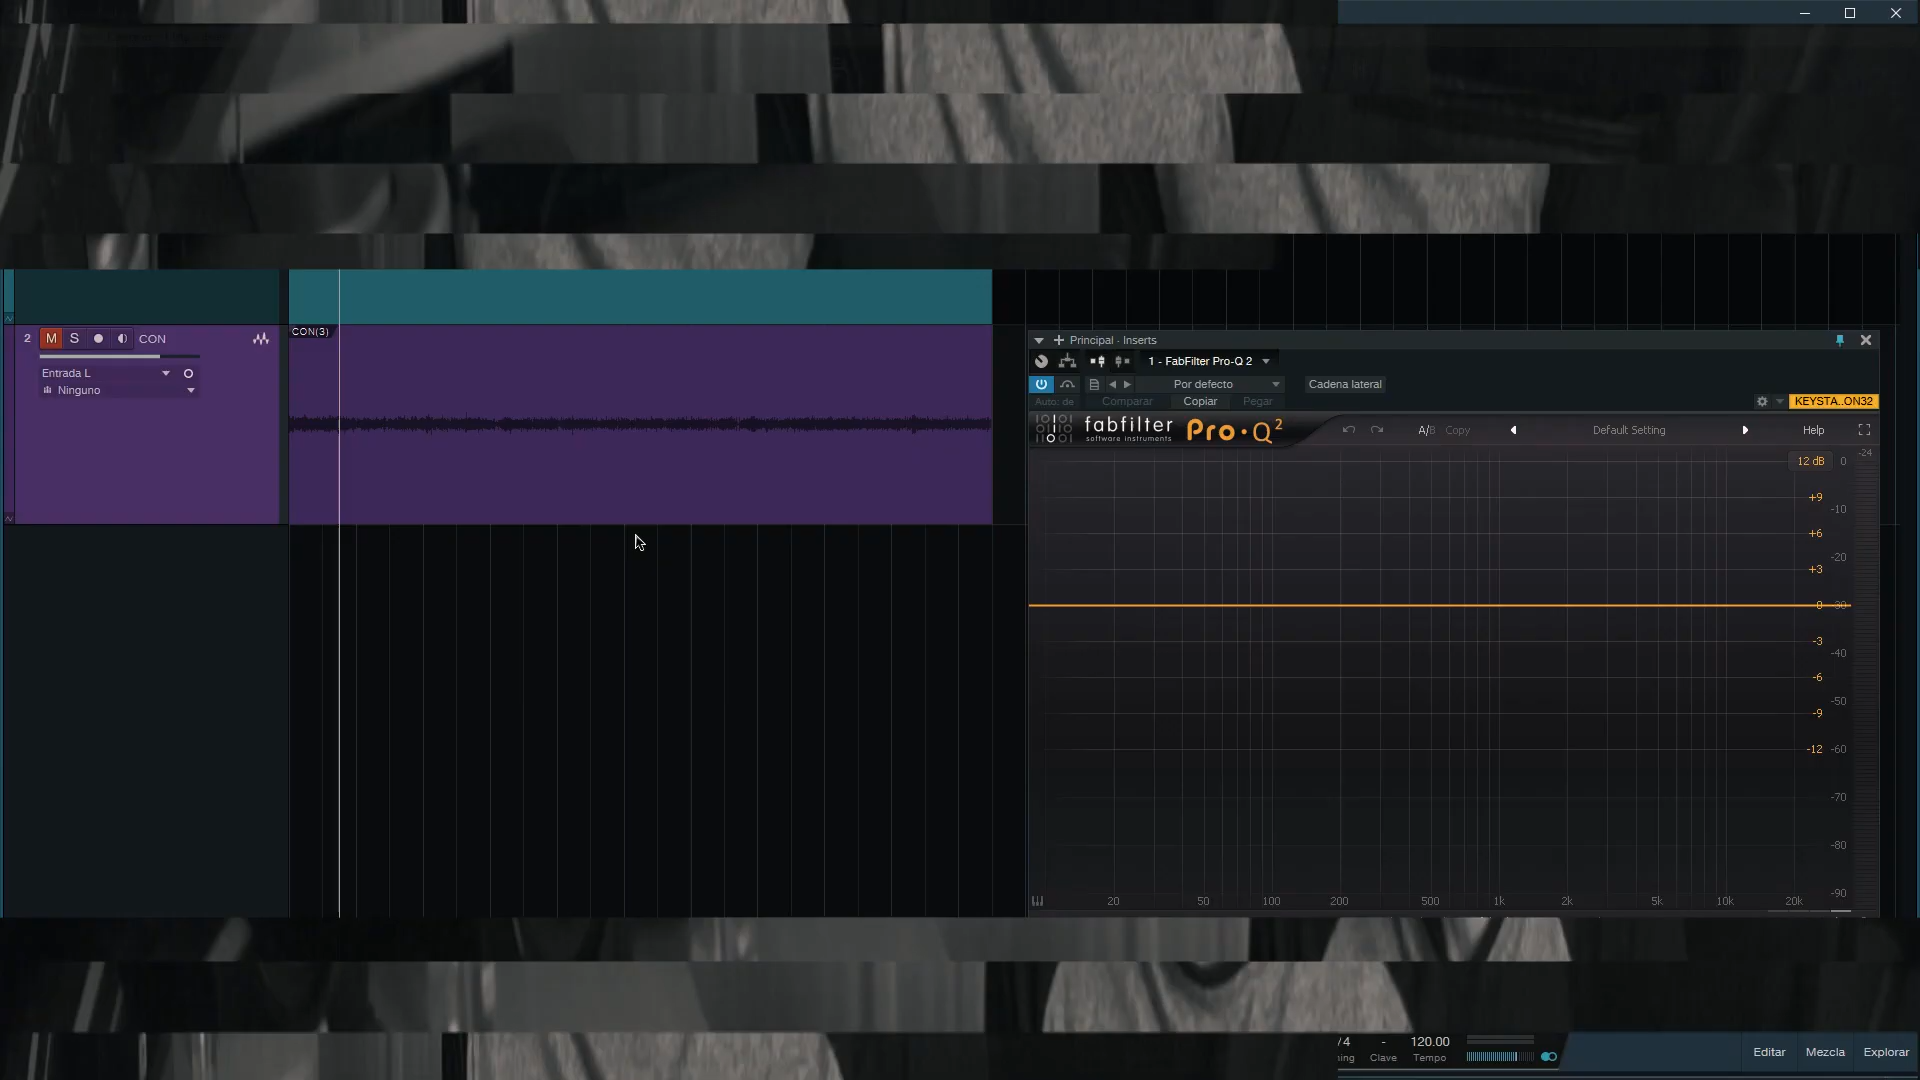 2 M S CON
CON(3)
Entrada L
Ninguno
Principal - Inserts
1 - FabFilter Pro-Q 2
Por defecto
Cadena lateral
Auto: de
Comparar
Copiar
Pegar
KEYSTA..ON32
fabfilter
software instruments
Pro·Q²
A/B Copy
Default Setting
Help
12 dB 0 -24
+9
-10
+6
-20
+3
0 -30
-3
-40
-6
-50
-9
-12 -60
-70
-80
-90
20 50 100 200 500 1k 2k 5k 10k 20k
/ 4 - 120.00
ing Clave Tempo
Editar Mezcla Explorar